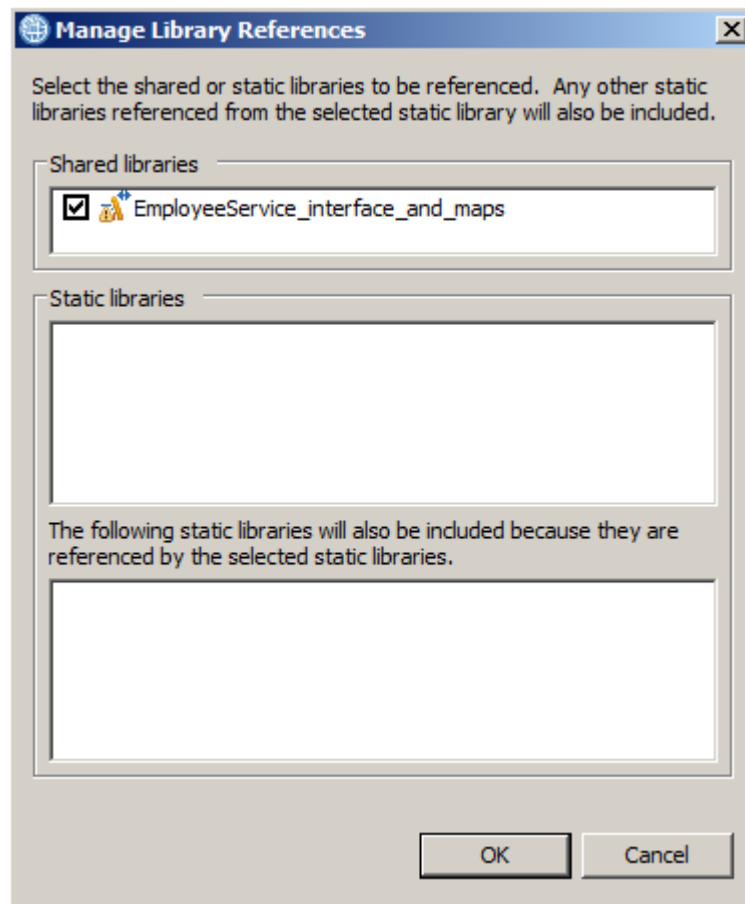 Manage Library References
Select the shared or static libraries to be referenced.  Any other static
libraries referenced from the selected static library will also be included.
Shared libraries
EmployeeService_interface_and_maps
Static libraries
The following static libraries will also be included because they are
referenced by the selected static libraries.
OK
Cancel